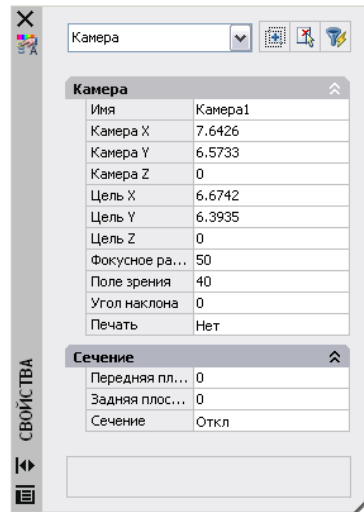 Камера
Камера
Имя Камера1
Камера X 7.6426
Камера Y 6.5733
Камера Z 0
Цель X 6.6742
Цель Y 6.3935
Цель Z 0
Фокусное ра... 50
Поле зрения 40
Угол наклона 0
Печать Нет
Сечение
Передняя пл... 0
Задняя плос... 0
Сечение Откл
СВОЙСТВА